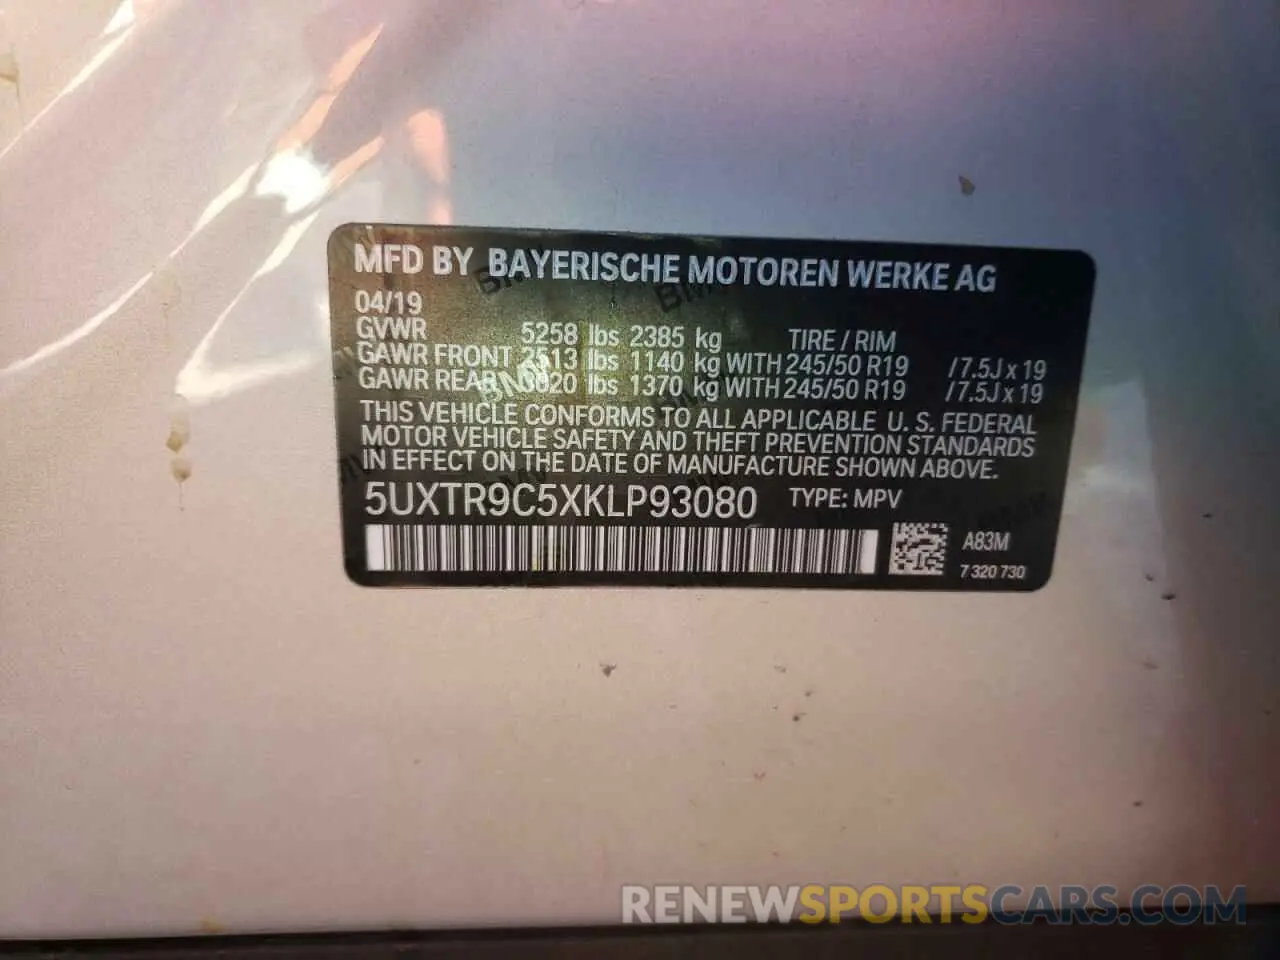 MFD BY BAYERISCHE MOTOREN WERKE AG
04/19
GVWR 5258 lbs 2385 kg TIRE / RIM
GAWR FRONT 2513 lbs 1140 kg WITH 245/50 R19 / 7.5J x 19
GAWR REAR 3020 lbs 1370 kg WITH 245/50 R19 / 7.5J x 19
THIS VEHICLE CONFORMS TO ALL APPLICABLE U. S. FEDERAL
MOTOR VEHICLE SAFETY AND THEFT PREVENTION STANDARDS
IN EFFECT ON THE DATE OF MANUFACTURE SHOWN ABOVE.
5UXTR9C5XKLP93080 TYPE: MPV
A83M
7 320 730
RENEWSPORTSCARS.COM